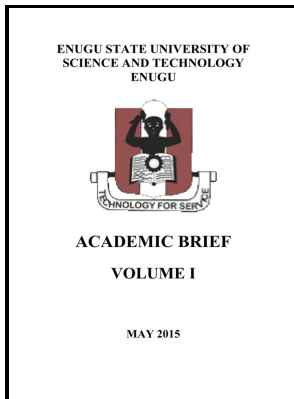 ENUGU STATE UNIVERSITY OF
SCIENCE AND TECHNOLOGY
ENUGU
TECHNOLOGY FOR SERVICE
ACADEMIC BRIEF
VOLUME I
MAY 2015